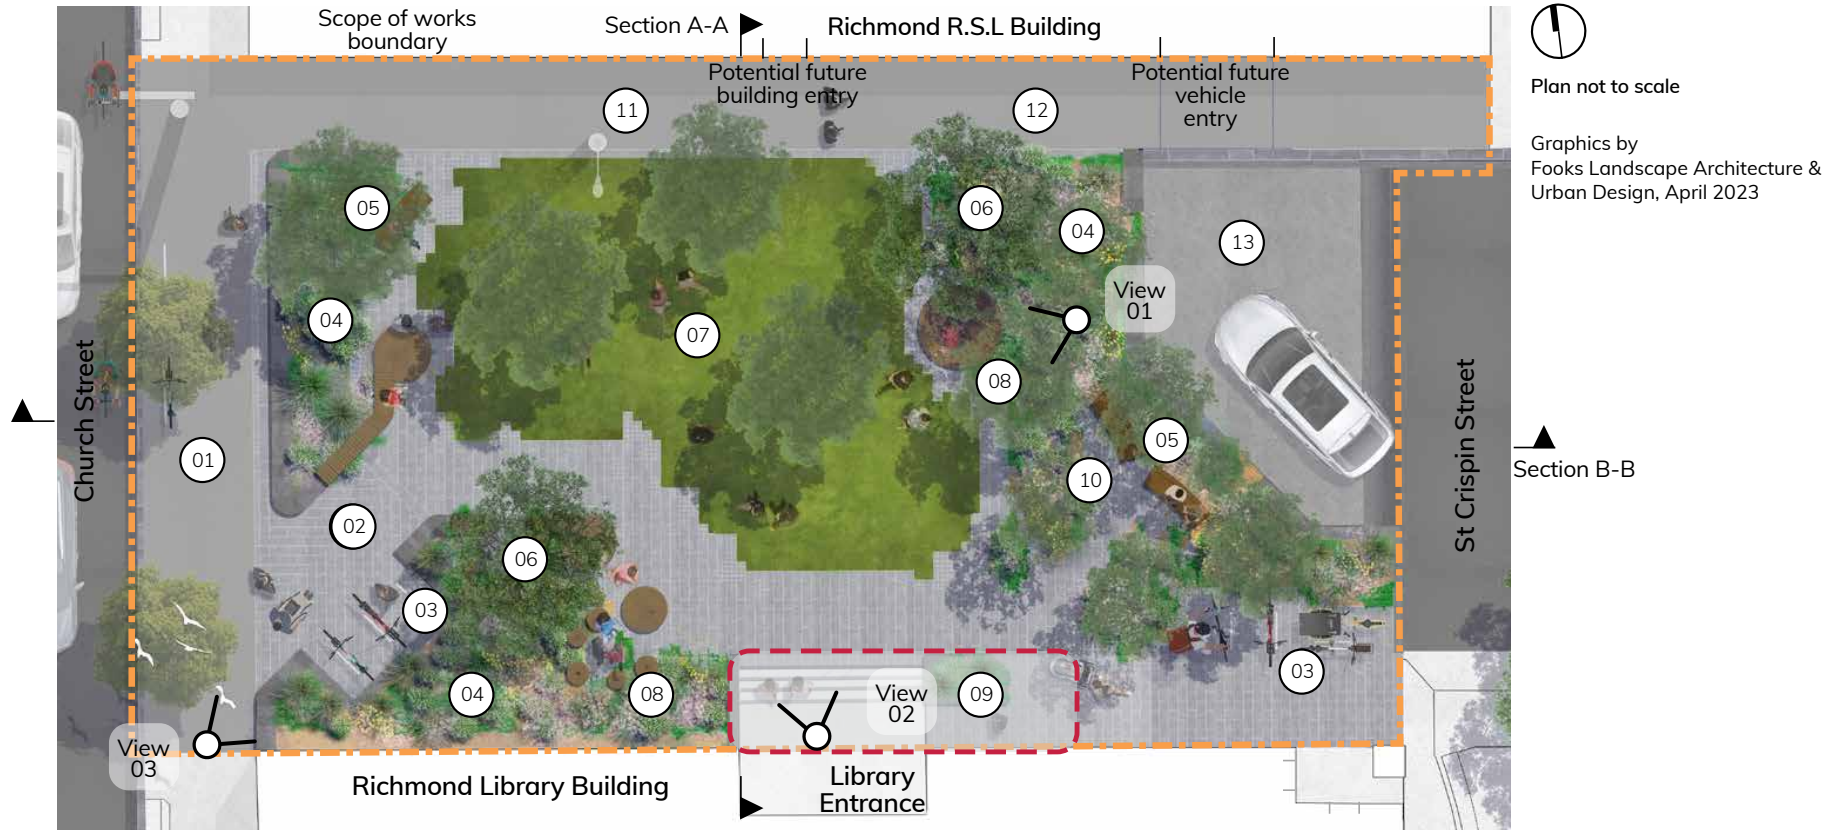 Scope of works
boundary
Section A-A
Richmond R.S.L Building
Plan not to scale
Graphics by
Fooks Landscape Architecture &
Urban Design, April 2023
Potential future
building entry
Potential future
vehicle
entry
11
12
05
06
04
13
View
01
04
07
08
Church Street
St Crispin Street
01
05
10
Section B-B
02
06
03
04
08
View
02
09
03
View
03
Richmond Library Building
Library
Entrance